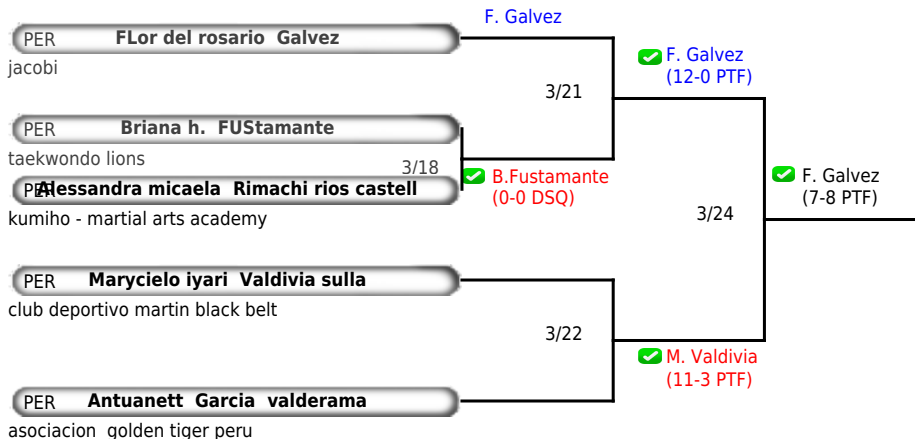 F. Galvez
PER FLor del rosario Galvez
jacobi
F. Galvez
(12-0 PTF)
3/21
PER Briana h. FUStamante
taekwondo lions
3/18
PER Alessandra micaela Rimachi rios castell
kumiho - martial arts academy
B.Fustamante
(0-0 DSQ)
F. Galvez
(7-8 PTF)
3/24
PER Marycielo iyari Valdivia sulla
club deportivo martin black belt
3/22
M. Valdivia
(11-3 PTF)
PER Antuanett Garcia valderama
asociacion golden tiger peru